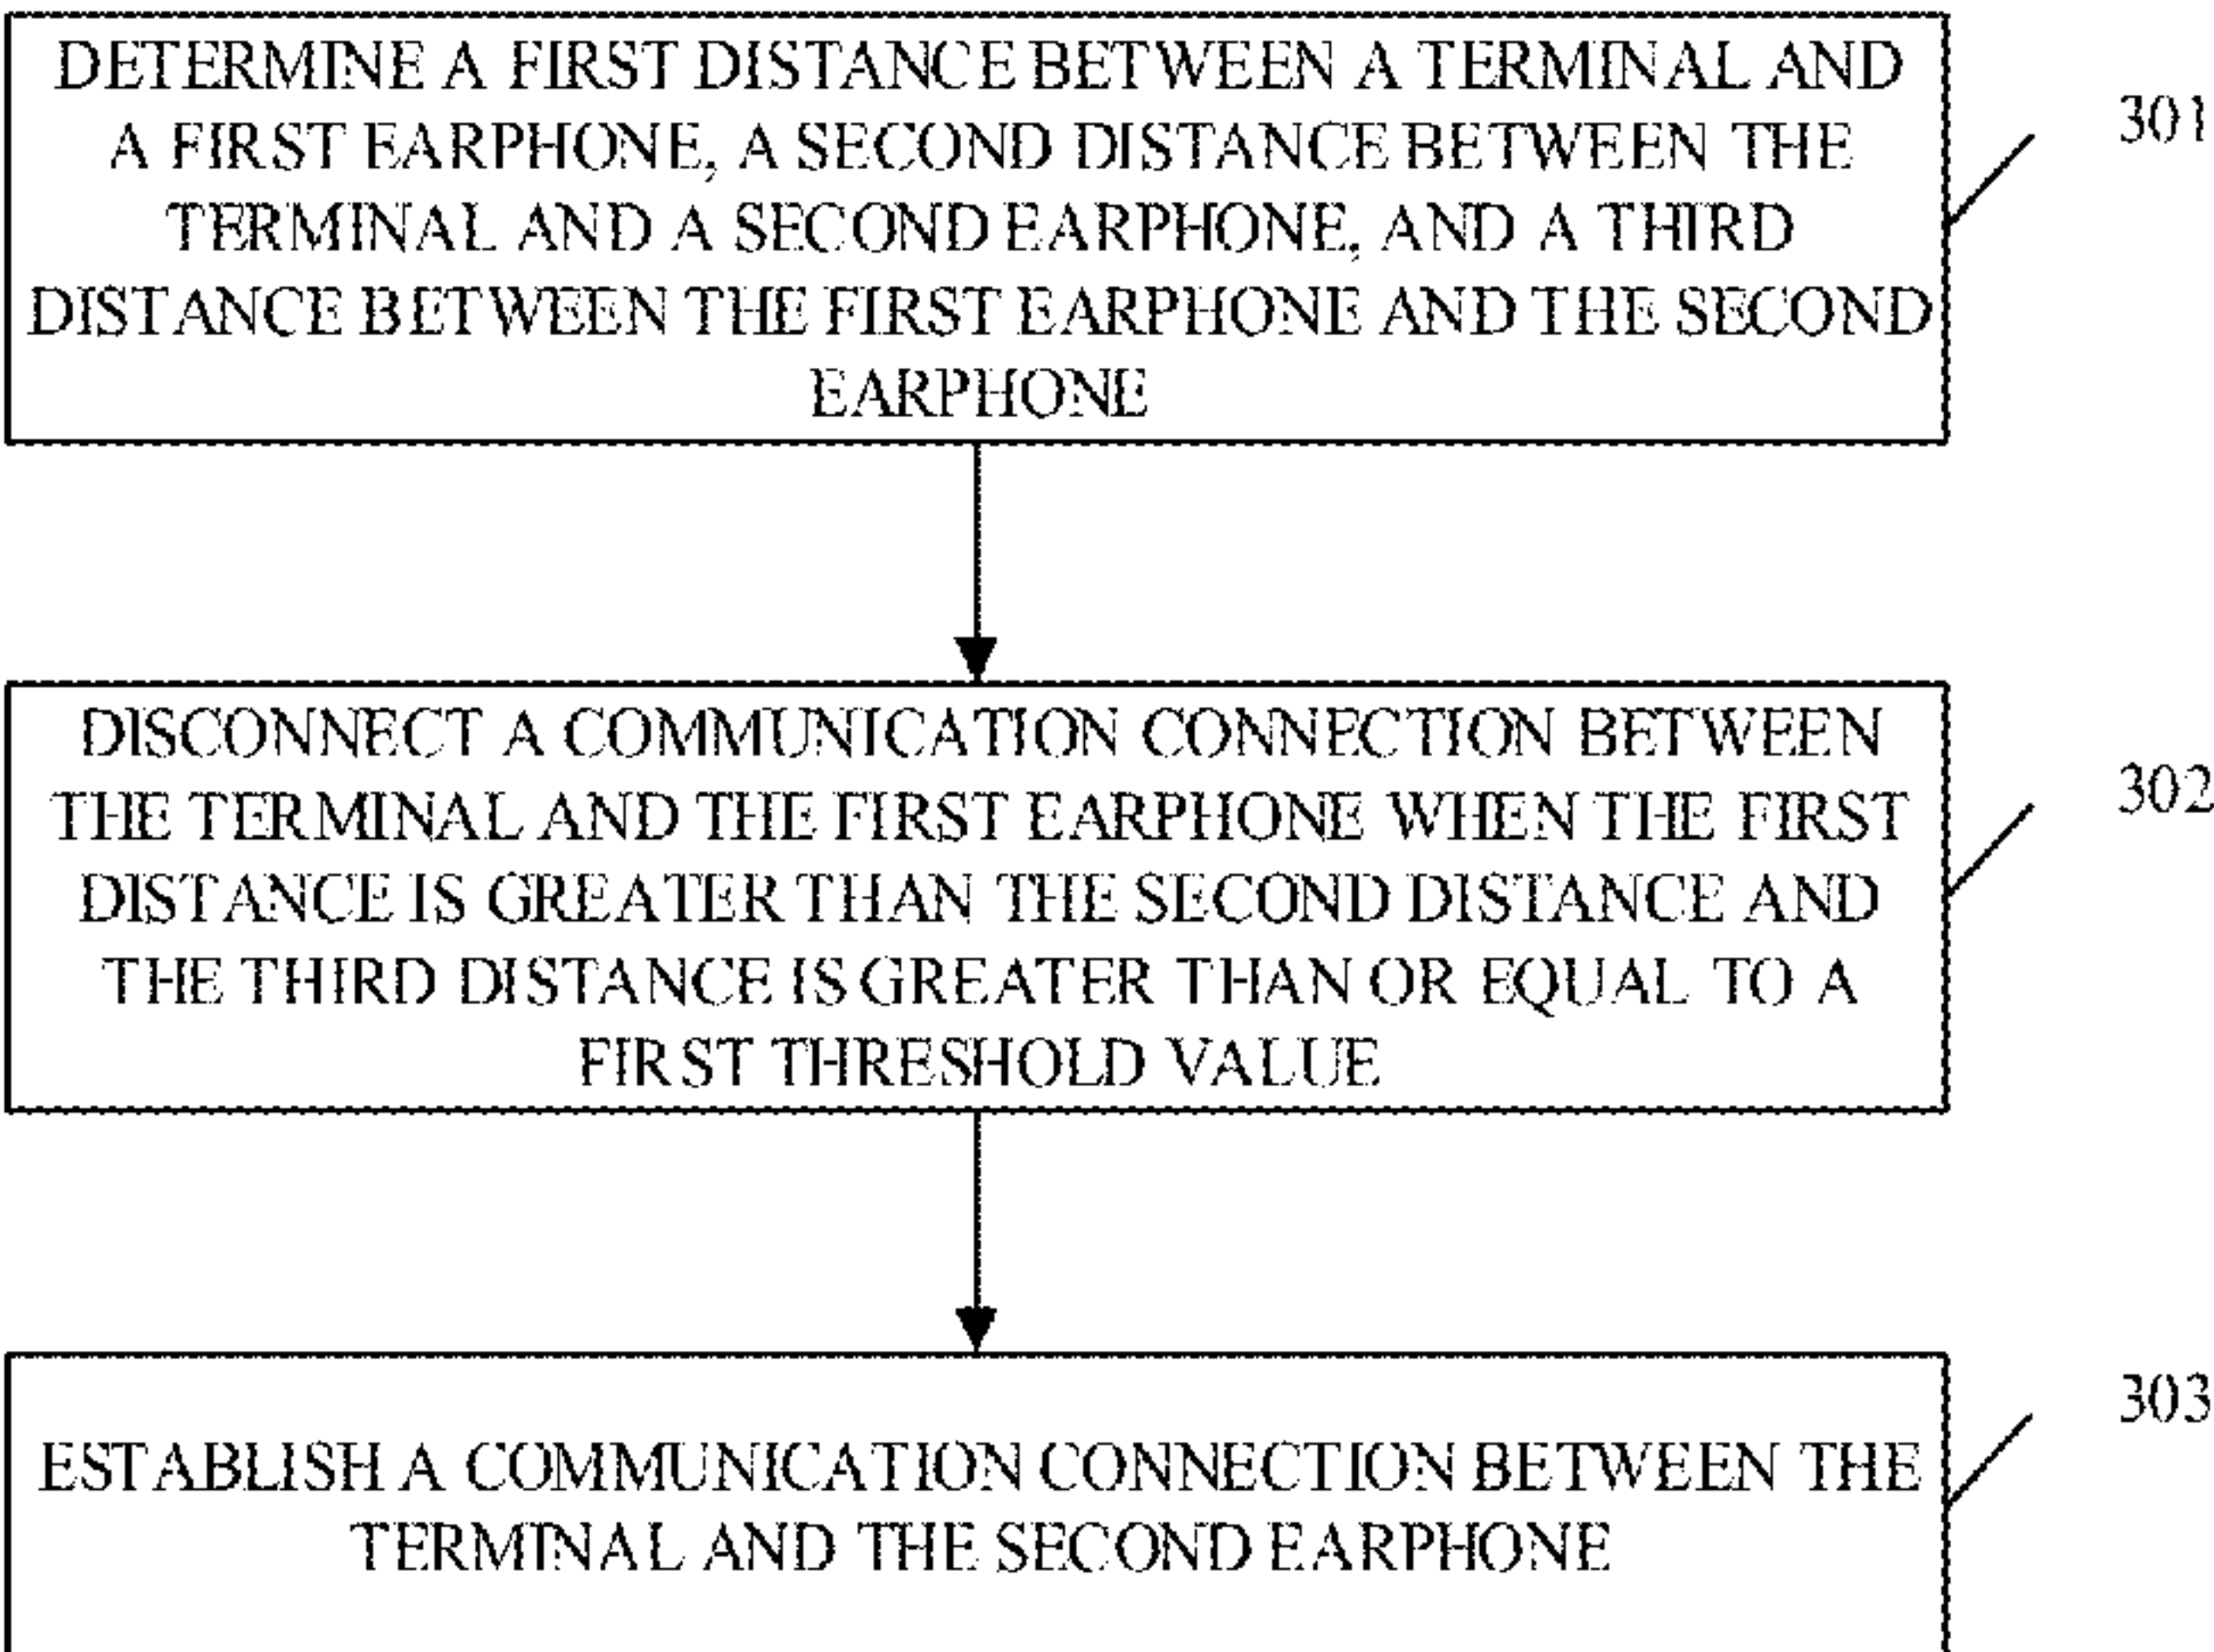 DETERMINE A FIRST DISTANCE BETWEEN A TERMINAL AND
A FIRST EARPHONE, A SECOND DISTANCE BETWEEN THE
TERMINAL AND A SECOND EARPHONE, AND A THIRD
DISTANCE BETWEEN THE FIRST EARPHONE AND THE SECOND
EARPHONE
301
DISCONNECT A COMMUNICATION CONNECTION BETWEEN
THE TERMINAL AND THE FIRST EARPHONE WHEN THE FIRST
DISTANCE IS GREATER THAN THE SECOND DISTANCE AND
THE THIRD DISTANCE IS GREATER THAN OR EQUAL TO A
FIRST THRESHOLD VALUE
302
ESTABLISH A COMMUNICATION CONNECTION BETWEEN THE
TERMINAL AND THE SECOND EARPHONE
303